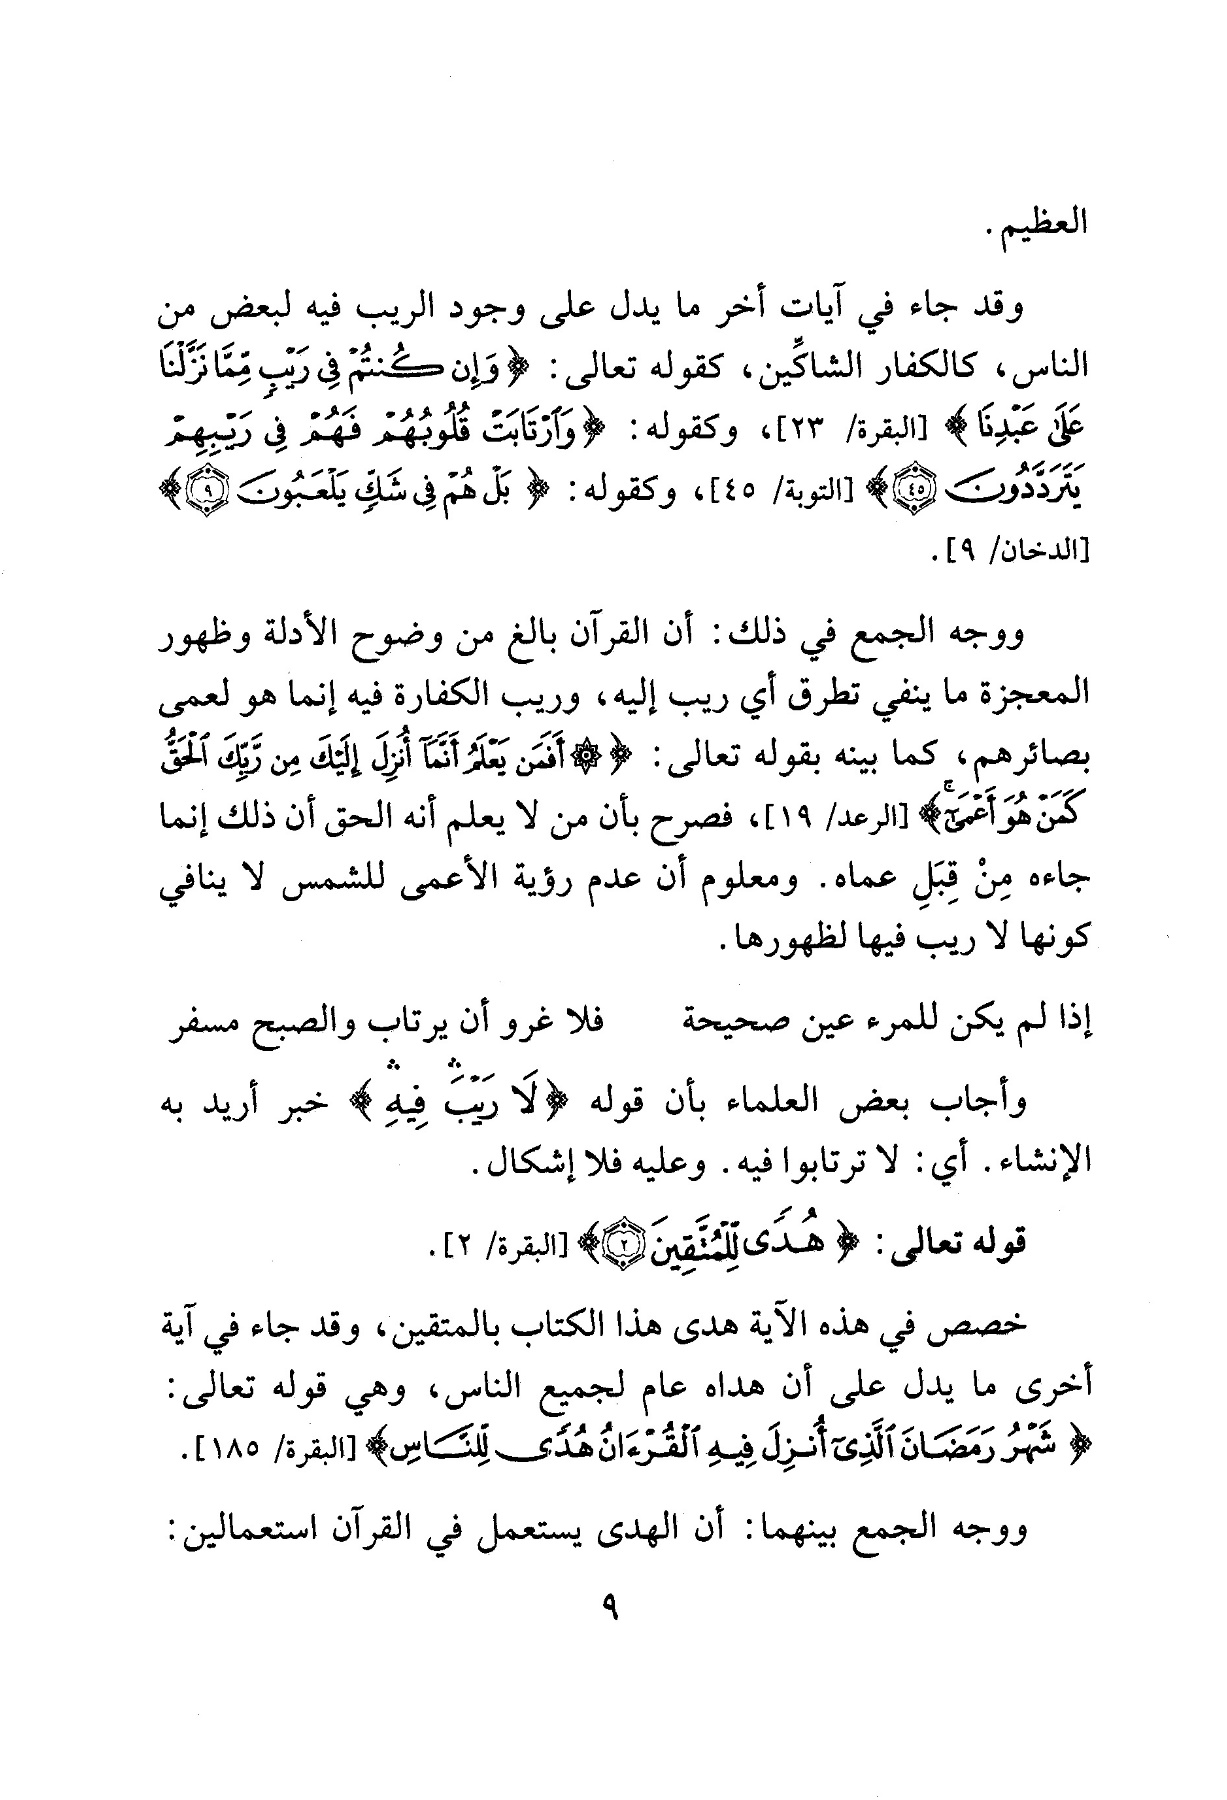 العظيم.
وقد جاء في آيات أخر ما يدل على وجود الريب فيه لبعض من
الناس، كالكفار الشاكِّين، كقوله تعالى: ﴿وَإِن كُنتُمْ فِي رَيْبٍ مِّمَّا نَزَّلْنَا
عَلَىٰ عَبْدِنَا﴾ [البقرة/ ٢٣]، وكقوله: ﴿وَٱرْتَابَتْ قُلُوبُهُمْ فَهُمْ فِي رَيْبِهِمْ
يَتَرَدَّدُونَ ٤٥﴾ [التوبة/ ٤٥]، وكقوله: ﴿بَلْ هُمْ فِي شَكٍّ يَلْعَبُونَ ٩﴾
[الدخان/ ٩].
ووجه الجمع في ذلك: أن القرآن بالغ من وضوح الأدلة وظهور
المعجزة ما ينفي تطرق أي ريب إليه، وريب الكفارة فيه إنما هو لعمى
بصائرهم، كما بينه بقوله تعالى: ﴿۞ أَفَمَن يَعْلَمُ أَنَّمَآ أُنزِلَ إِلَيْكَ مِن رَّبِّكَ ٱلْحَقُّ
كَمَنْ هُوَ أَعْمَىٰٓۚ﴾ [الرعد/ ١٩]، فصرح بأن من لا يعلم أنه الحق أن ذلك إنما
جاءه مِنْ قِبَلِ عماه. ومعلوم أن عدم رؤية الأعمى للشمس لا ينافي
كونها لا ريب فيها لظهورها.
إذا لم يكن للمرء عين صحيحة فلا غرو أن يرتاب والصبح مسفر
وأجاب بعض العلماء بأن قوله ﴿لَا رَيْبَۛ فِيهِۛ﴾ خبر أريد به
الإنشاء. أي: لا ترتابوا فيه. وعليه فلا إشكال.
قوله تعالى: ﴿هُدًى لِّلْمُتَّقِينَ ٢﴾ [البقرة/ ٢].
خصص في هذه الآية هدى هذا الكتاب بالمتقين، وقد جاء في آية
أخرى ما يدل على أن هداه عام لجميع الناس، وهي قوله تعالى:
﴿شَهْرُ رَمَضَانَ ٱلَّذِىٓ أُنزِلَ فِيهِ ٱلْقُرْءَانُ هُدًى لِّلنَّاسِ﴾ [البقرة/ ١٨٥].
ووجه الجمع بينهما: أن الهدى يستعمل في القرآن استعمالين:
٩